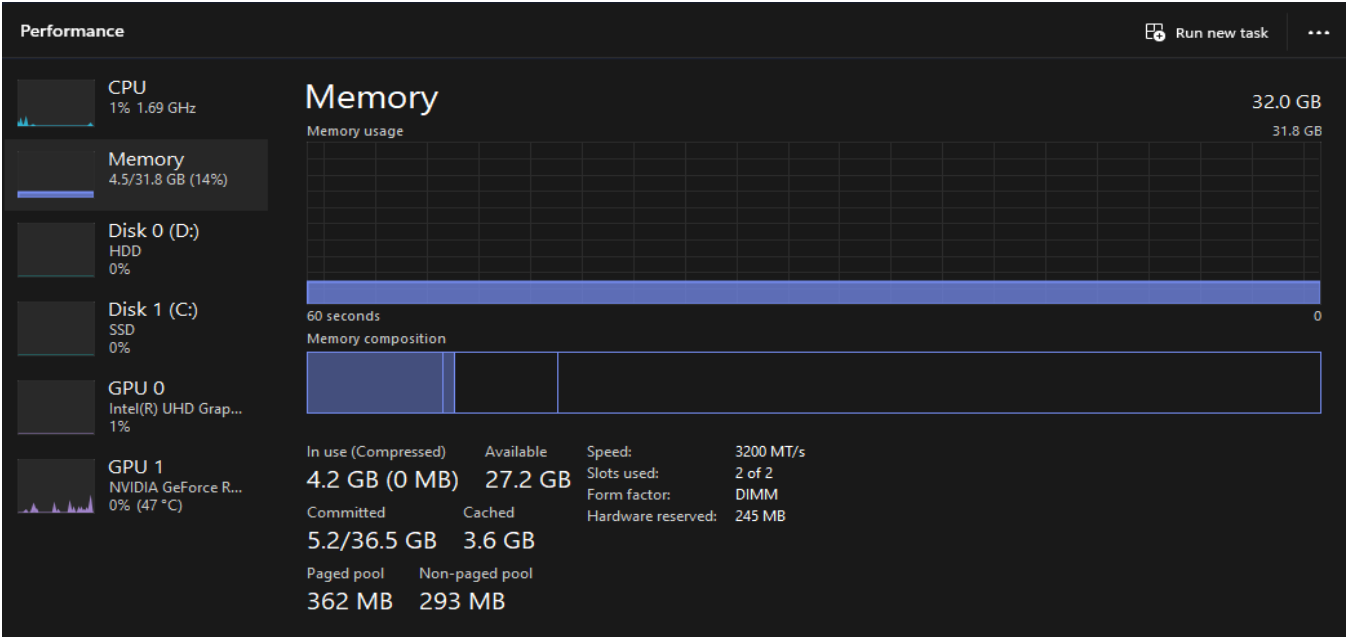 Performance
Run new task
CPU
1% 1.69 GHz
Memory
4.5/31.8 GB (14%)
Disk 0 (D:)
HDD
0%
Disk 1 (C:)
SSD
0%
GPU 0
Intel(R) UHD Grap...
1%
GPU 1
NVIDIA GeForce R...
0% (47 °C)
Memory 32.0 GB
Memory usage 31.8 GB
60 seconds 0
Memory composition
In use (Compressed) Available
4.2 GB (0 MB) 27.2 GB
Committed Cached
5.2/36.5 GB 3.6 GB
Paged pool Non-paged pool
362 MB 293 MB
Speed: 3200 MT/s
Slots used: 2 of 2
Form factor: DIMM
Hardware reserved: 245 MB